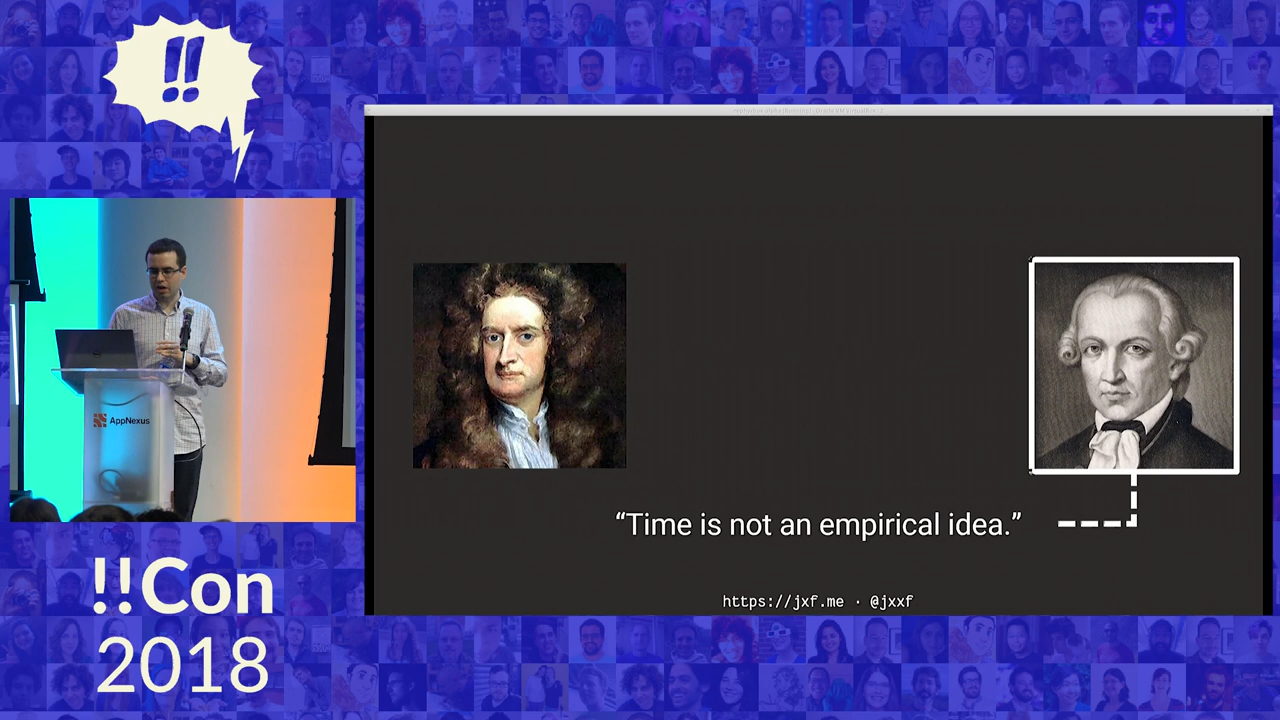 !!
AppNexus
!!Con
2018
“Time is not an empirical idea.”
https://jxf.me · @jxxf